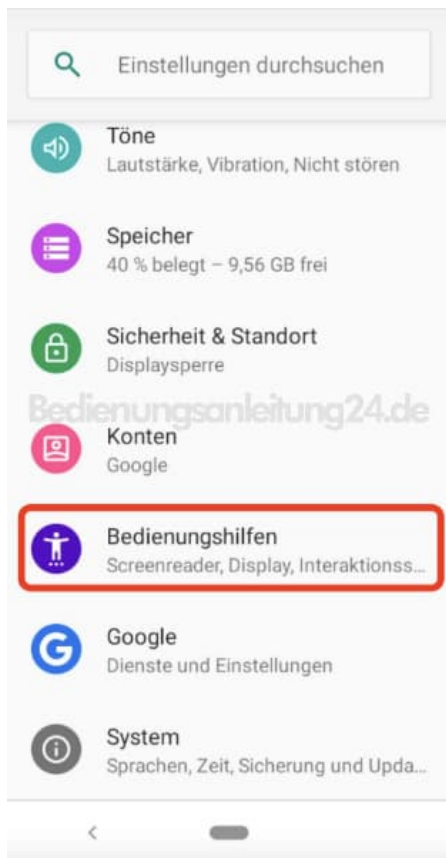 Einstellungen durchsuchen
Töne
Lautstärke, Vibration, Nicht stören
Speicher
40 % belegt – 9,56 GB frei
Sicherheit & Standort
Displaysperre
Bedienungsanleitung24.de
Konten
Google
Bedienungshilfen
Screenreader, Display, Interaktionss...
Google
Dienste und Einstellungen
System
Sprachen, Zeit, Sicherung und Upda...